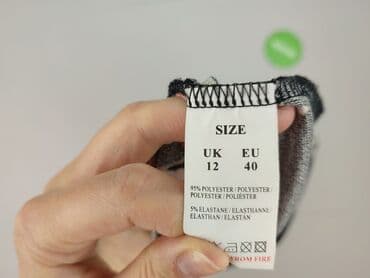 SIZE
UK EU
12 40
95% POLYESTER / POLYESTER /
POLYESTER / POLIESTER
5% ELASTANE / ELASTHANNE /
ELASTHAN / ELASTAN
FROM FIRE